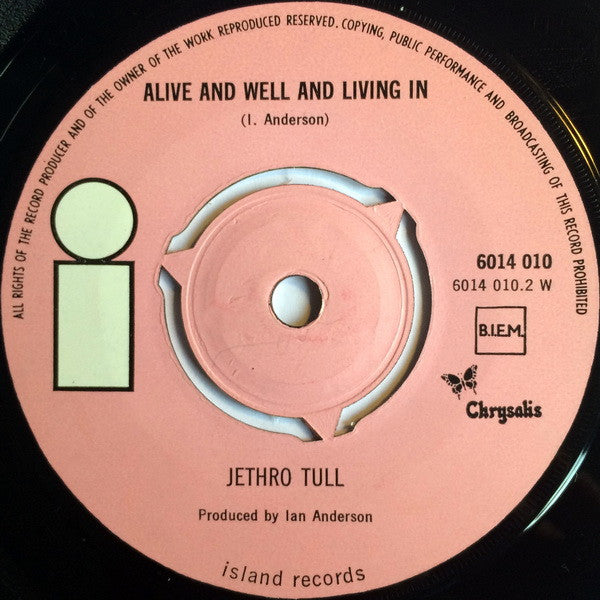 ALL RIGHTS OF THE RECORD PRODUCER AND OF THE OWNER OF THE WORK REPRODUCED RESERVED. COPYING, PUBLIC PERFORMANCE AND BROADCASTING OF THIS RECORD PROHIBITED
ALIVE AND WELL AND LIVING IN
(I. Anderson)
i
6014 010
6014 010.2 W
B.I.E.M.
Chrysalis
JETHRO TULL
Produced by Ian Anderson
island records